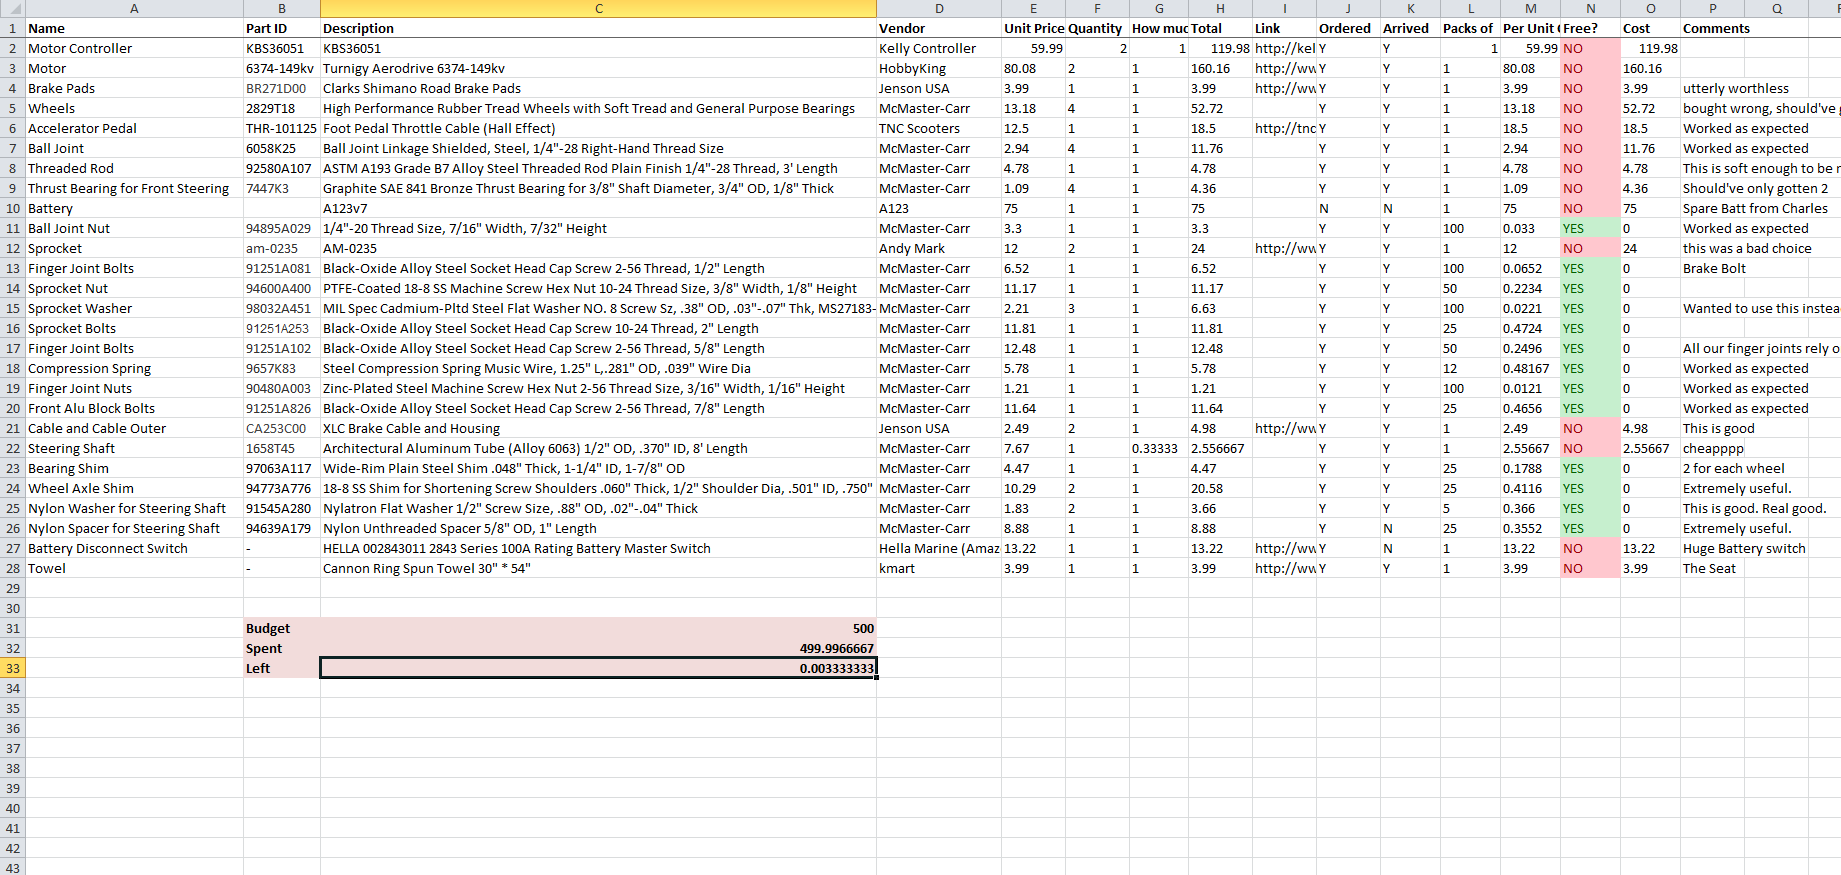 A B C D E F G H I J K L M N O P Q
1 Name Part ID Description Vendor Unit Price Quantity How muc Total Link Ordered Arrived Packs of Per Unit Free? Cost Comments
2 Motor Controller KBS36051 KBS36051 Kelly Controller 59.99 2 1 119.98 http://kel Y Y 1 59.99 NO 119.98
3 Motor 6374-149kv Turnigy Aerodrive 6374-149kv HobbyKing 80.08 2 1 160.16 http://ww Y Y 1 80.08 NO 160.16
4 Brake Pads BR271D00 Clarks Shimano Road Brake Pads Jenson USA 3.99 1 1 3.99 http://ww Y Y 1 3.99 NO 3.99 utterly worthless
5 Wheels 2829T18 High Performance Rubber Tread Wheels with Soft Tread and General Purpose Bearings McMaster-Carr 13.18 4 1 52.72 Y Y 1 13.18 NO 52.72 bought wrong, should've
6 Accelerator Pedal THR-101125 Foot Pedal Throttle Cable (Hall Effect) TNC Scooters 12.5 1 1 18.5 http://tnc Y Y 1 18.5 NO 18.5 Worked as expected
7 Ball Joint 6058K25 Ball Joint Linkage Shielded, Steel, 1/4"-28 Right-Hand Thread Size McMaster-Carr 2.94 4 1 11.76 Y Y 1 2.94 NO 11.76 Worked as expected
8 Threaded Rod 92580A107 ASTM A193 Grade B7 Alloy Steel Threaded Rod Plain Finish 1/4"-28 Thread, 3' Length McMaster-Carr 4.78 1 1 4.78 Y Y 1 4.78 NO 4.78 This is soft enough to be
9 Thrust Bearing for Front Steering 7447K3 Graphite SAE 841 Bronze Thrust Bearing for 3/8" Shaft Diameter, 3/4" OD, 1/8" Thick McMaster-Carr 1.09 4 1 4.36 Y Y 1 1.09 NO 4.36 Should've only gotten 2
10 Battery A123v7 A123 75 1 1 75 N N 1 75 NO 75 Spare Batt from Charles
11 Ball Joint Nut 94895A029 1/4"-20 Thread Size, 7/16" Width, 7/32" Height McMaster-Carr 3.3 1 1 3.3 Y Y 100 0.033 YES 0 Worked as expected
12 Sprocket am-0235 AM-0235 Andy Mark 12 2 1 24 http://ww Y Y 1 12 NO 24 this was a bad choice
13 Finger Joint Bolts 91251A081 Black-Oxide Alloy Steel Socket Head Cap Screw 2-56 Thread, 1/2" Length McMaster-Carr 6.52 1 1 6.52 Y Y 100 0.0652 YES 0 Brake Bolt
14 Sprocket Nut 94600A400 PTFE-Coated 18-8 SS Machine Screw Hex Nut 10-24 Thread Size, 3/8" Width, 1/8" Height McMaster-Carr 11.17 1 1 11.17 Y Y 50 0.2234 YES 0
15 Sprocket Washer 98032A451 MIL Spec Cadmium-Pltd Steel Flat Washer NO. 8 Screw Sz, .38" OD, .03"-.07" Thk, MS27183- McMaster-Carr 2.21 3 1 6.63 Y Y 100 0.0221 YES 0 Wanted to use this instea
16 Sprocket Bolts 91251A253 Black-Oxide Alloy Steel Socket Head Cap Screw 10-24 Thread, 2" Length McMaster-Carr 11.81 1 1 11.81 Y Y 25 0.4724 YES 0
17 Finger Joint Bolts 91251A102 Black-Oxide Alloy Steel Socket Head Cap Screw 2-56 Thread, 5/8" Length McMaster-Carr 12.48 1 1 12.48 Y Y 50 0.2496 YES 0 All our finger joints rely o
18 Compression Spring 9657K83 Steel Compression Spring Music Wire, 1.25" L,.281" OD, .039" Wire Dia McMaster-Carr 5.78 1 1 5.78 Y Y 12 0.48167 YES 0 Worked as expected
19 Finger Joint Nuts 90480A003 Zinc-Plated Steel Machine Screw Hex Nut 2-56 Thread Size, 3/16" Width, 1/16" Height McMaster-Carr 1.21 1 1 1.21 Y Y 100 0.0121 YES 0 Worked as expected
20 Front Alu Block Bolts 91251A826 Black-Oxide Alloy Steel Socket Head Cap Screw 2-56 Thread, 7/8" Length McMaster-Carr 11.64 1 1 11.64 Y Y 25 0.4656 YES 0 Worked as expected
21 Cable and Cable Outer CA253C00 XLC Brake Cable and Housing Jenson USA 2.49 2 1 4.98 http://ww Y Y 1 2.49 NO 4.98 This is good
22 Steering Shaft 1658T45 Architectural Aluminum Tube (Alloy 6063) 1/2" OD, .370" ID, 8' Length McMaster-Carr 7.67 1 0.33333 2.556667 Y Y 1 2.55667 NO 2.55667 cheapppp
23 Bearing Shim 97063A117 Wide-Rim Plain Steel Shim .048" Thick, 1-1/4" ID, 1-7/8" OD McMaster-Carr 4.47 1 1 4.47 Y Y 25 0.1788 YES 0 2 for each wheel
24 Wheel Axle Shim 94773A776 18-8 SS Shim for Shortening Screw Shoulders .060" Thick, 1/2" Shoulder Dia, .501" ID, .750" McMaster-Carr 10.29 2 1 20.58 Y Y 25 0.4116 YES 0 Extremely useful.
25 Nylon Washer for Steering Shaft 91545A280 Nylatron Flat Washer 1/2" Screw Size, .88" OD, .02"-.04" Thick McMaster-Carr 1.83 2 1 3.66 Y Y 5 0.366 YES 0 This is good. Real good.
26 Nylon Spacer for Steering Shaft 94639A179 Nylon Unthreaded Spacer 5/8" OD, 1" Length McMaster-Carr 8.88 1 1 8.88 Y N 25 0.3552 YES 0 Extremely useful.
27 Battery Disconnect Switch - HELLA 002843011 2843 Series 100A Rating Battery Master Switch Hella Marine (Amaz 13.22 1 1 13.22 http://ww Y N 1 13.22 NO 13.22 Huge Battery switch
28 Towel - Cannon Ring Spun Towel 30" * 54" kmart 3.99 1 1 3.99 http://ww Y Y 1 3.99 NO 3.99 The Seat
29
30
31 Budget 500
32 Spent 499.9966667
33 Left 0.003333333
34
35
36
37
38
39
40
41
42
43